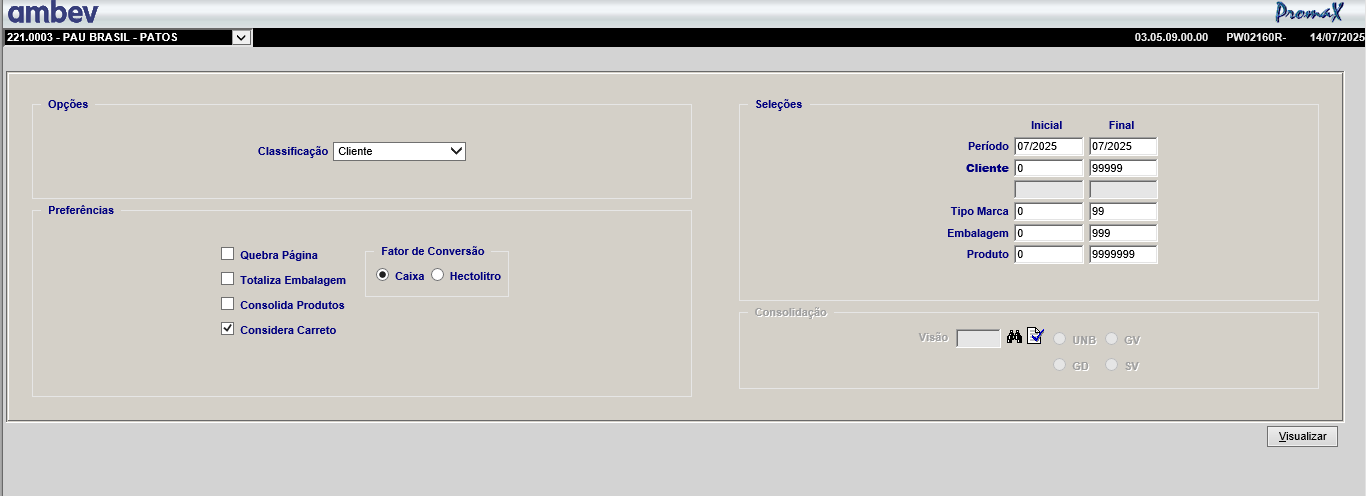 ambev
PromaX
221.0003 - PAU BRASIL - PATOS
03.05.09.00.00 PW02160R- 14/07/2025
Opções
Classificação Cliente
Preferências
Quebra Página
Totaliza Embalagem
Consolida Produtos
Considera Carreto
Fator de Conversão
Caixa Hectolitro
Seleções
Inicial Final
Período 07/2025 07/2025
Cliente 0 99999
Tipo Marca 0 99
Embalagem 0 999
Produto 0 9999999
Consolidação
Visão UNB GV
GD SV
Visualizar